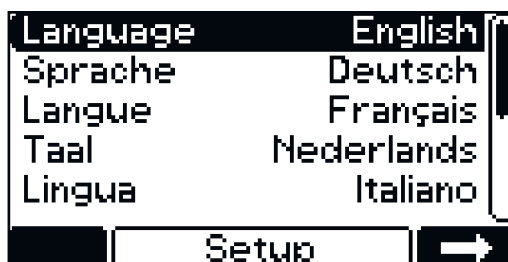 Language English
Sprache Deutsch
Langue Français
Taal Nederlands
Lingua Italiano
Setup